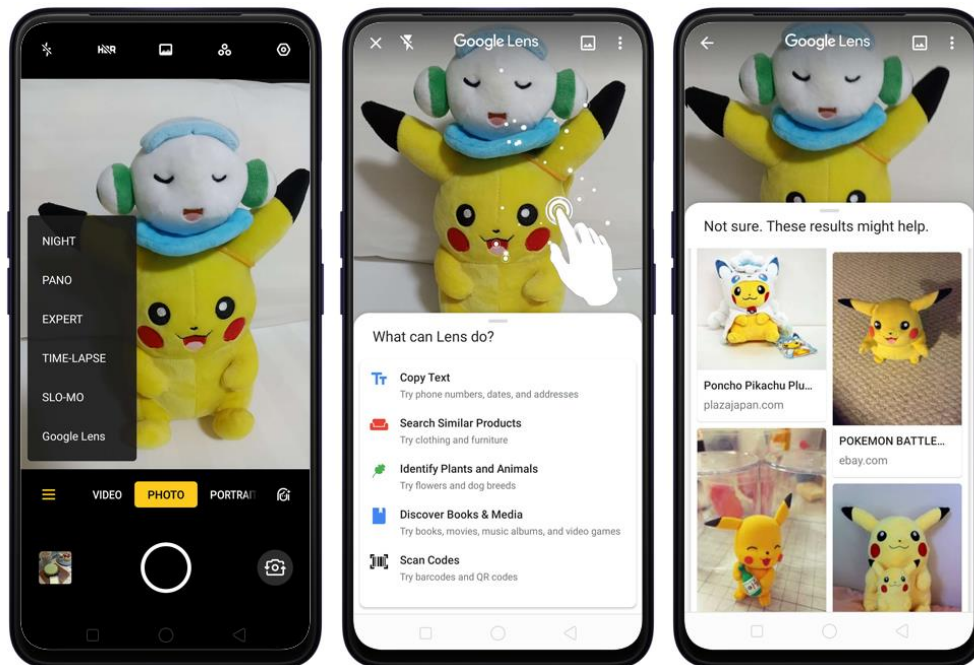 HDR
NIGHT
PANO
EXPERT
TIME-LAPSE
SLO-MO
Google Lens
VIDEO
PHOTO
PORTRAI
Google Lens
What can Lens do?
Copy Text
Try phone numbers, dates, and addresses
Search Similar Products
Try clothing and furniture
Identify Plants and Animals
Try flowers and dog breeds
Discover Books & Media
Try books, movies, music albums, and video games
Scan Codes
Try barcodes and QR codes
Google Lens
Not sure. These results might help.
Poncho Pikachu Plu...
plazajapan.com
POKEMON BATTLE...
ebay.com